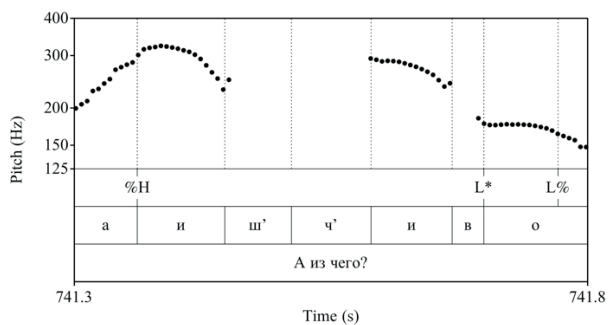 400
300
200
150
125
Pitch (Hz)
%H L* L%
а и ш’ ч’ и в о
А из чего?
741.3 741.8
Time (s)